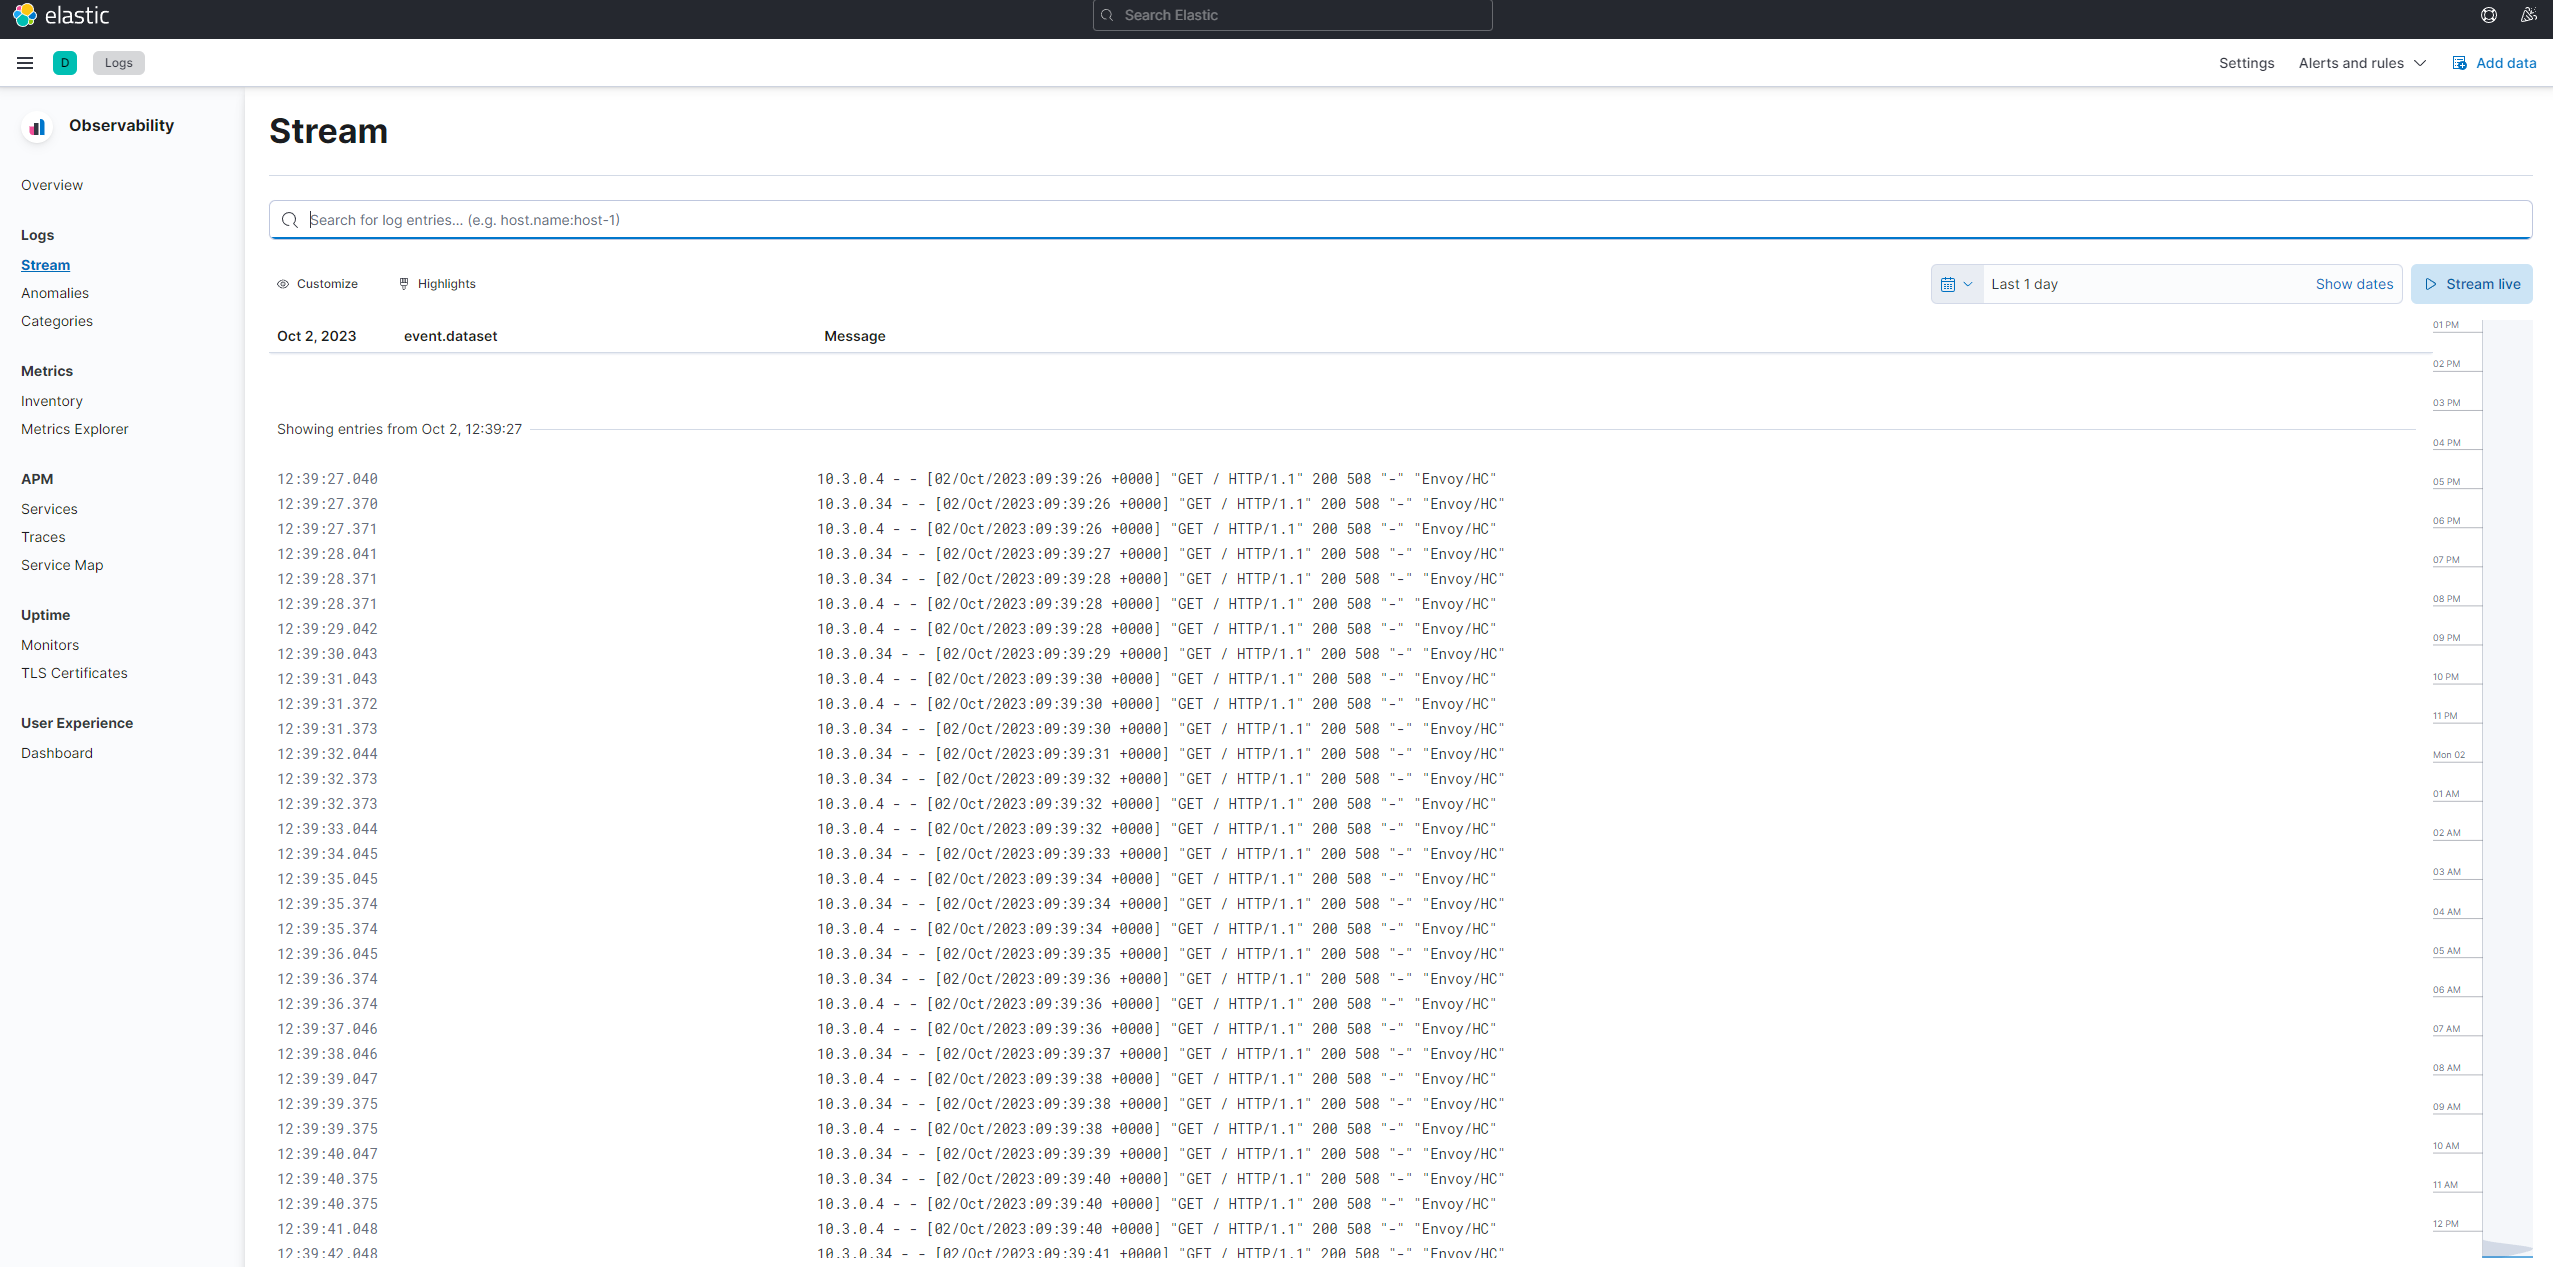 elastic
Search Elastic
D
Logs
Settings
Alerts and rules
Add data
Observability
Overview
Logs
Stream
Anomalies
Categories
Metrics
Inventory
Metrics Explorer
APM
Services
Traces
Service Map
Uptime
Monitors
TLS Certificates
User Experience
Dashboard
Stream
Search for log entries... (e.g. host.name:host-1)
Customize
Highlights
Last 1 day
Show dates
Stream live
Oct 2, 2023 event.dataset Message
Showing entries from Oct 2, 12:39:27
12:39:27.040 10.3.0.4 - - [02/Oct/2023:09:39:26 +0000] "GET / HTTP/1.1" 200 508 "-" "Envoy/HC"
12:39:27.370 10.3.0.34 - - [02/Oct/2023:09:39:26 +0000] "GET / HTTP/1.1" 200 508 "-" "Envoy/HC"
12:39:27.371 10.3.0.4 - - [02/Oct/2023:09:39:26 +0000] "GET / HTTP/1.1" 200 508 "-" "Envoy/HC"
12:39:28.041 10.3.0.34 - - [02/Oct/2023:09:39:27 +0000] "GET / HTTP/1.1" 200 508 "-" "Envoy/HC"
12:39:28.371 10.3.0.34 - - [02/Oct/2023:09:39:28 +0000] "GET / HTTP/1.1" 200 508 "-" "Envoy/HC"
12:39:28.371 10.3.0.4 - - [02/Oct/2023:09:39:28 +0000] "GET / HTTP/1.1" 200 508 "-" "Envoy/HC"
12:39:29.042 10.3.0.4 - - [02/Oct/2023:09:39:28 +0000] "GET / HTTP/1.1" 200 508 "-" "Envoy/HC"
12:39:30.043 10.3.0.34 - - [02/Oct/2023:09:39:29 +0000] "GET / HTTP/1.1" 200 508 "-" "Envoy/HC"
12:39:31.043 10.3.0.4 - - [02/Oct/2023:09:39:30 +0000] "GET / HTTP/1.1" 200 508 "-" "Envoy/HC"
12:39:31.372 10.3.0.4 - - [02/Oct/2023:09:39:30 +0000] "GET / HTTP/1.1" 200 508 "-" "Envoy/HC"
12:39:31.373 10.3.0.34 - - [02/Oct/2023:09:39:30 +0000] "GET / HTTP/1.1" 200 508 "-" "Envoy/HC"
12:39:32.044 10.3.0.34 - - [02/Oct/2023:09:39:31 +0000] "GET / HTTP/1.1" 200 508 "-" "Envoy/HC"
12:39:32.373 10.3.0.34 - - [02/Oct/2023:09:39:32 +0000] "GET / HTTP/1.1" 200 508 "-" "Envoy/HC"
12:39:32.373 10.3.0.4 - - [02/Oct/2023:09:39:32 +0000] "GET / HTTP/1.1" 200 508 "-" "Envoy/HC"
12:39:33.044 10.3.0.4 - - [02/Oct/2023:09:39:32 +0000] "GET / HTTP/1.1" 200 508 "-" "Envoy/HC"
12:39:34.045 10.3.0.34 - - [02/Oct/2023:09:39:33 +0000] "GET / HTTP/1.1" 200 508 "-" "Envoy/HC"
12:39:35.045 10.3.0.4 - - [02/Oct/2023:09:39:34 +0000] "GET / HTTP/1.1" 200 508 "-" "Envoy/HC"
12:39:35.374 10.3.0.34 - - [02/Oct/2023:09:39:34 +0000] "GET / HTTP/1.1" 200 508 "-" "Envoy/HC"
12:39:35.374 10.3.0.4 - - [02/Oct/2023:09:39:34 +0000] "GET / HTTP/1.1" 200 508 "-" "Envoy/HC"
12:39:36.045 10.3.0.34 - - [02/Oct/2023:09:39:35 +0000] "GET / HTTP/1.1" 200 508 "-" "Envoy/HC"
12:39:36.374 10.3.0.34 - - [02/Oct/2023:09:39:36 +0000] "GET / HTTP/1.1" 200 508 "-" "Envoy/HC"
12:39:36.374 10.3.0.4 - - [02/Oct/2023:09:39:36 +0000] "GET / HTTP/1.1" 200 508 "-" "Envoy/HC"
12:39:37.046 10.3.0.4 - - [02/Oct/2023:09:39:36 +0000] "GET / HTTP/1.1" 200 508 "-" "Envoy/HC"
12:39:38.046 10.3.0.34 - - [02/Oct/2023:09:39:37 +0000] "GET / HTTP/1.1" 200 508 "-" "Envoy/HC"
12:39:39.047 10.3.0.4 - - [02/Oct/2023:09:39:38 +0000] "GET / HTTP/1.1" 200 508 "-" "Envoy/HC"
12:39:39.375 10.3.0.34 - - [02/Oct/2023:09:39:38 +0000] "GET / HTTP/1.1" 200 508 "-" "Envoy/HC"
12:39:39.375 10.3.0.4 - - [02/Oct/2023:09:39:38 +0000] "GET / HTTP/1.1" 200 508 "-" "Envoy/HC"
12:39:40.047 10.3.0.34 - - [02/Oct/2023:09:39:39 +0000] "GET / HTTP/1.1" 200 508 "-" "Envoy/HC"
12:39:40.375 10.3.0.34 - - [02/Oct/2023:09:39:40 +0000] "GET / HTTP/1.1" 200 508 "-" "Envoy/HC"
12:39:40.375 10.3.0.4 - - [02/Oct/2023:09:39:40 +0000] "GET / HTTP/1.1" 200 508 "-" "Envoy/HC"
12:39:41.048 10.3.0.4 - - [02/Oct/2023:09:39:40 +0000] "GET / HTTP/1.1" 200 508 "-" "Envoy/HC"
12:39:42.048 10.3.0.34 - - [02/Oct/2023:09:39:41 +0000] "GET / HTTP/1.1" 200 508 "-" "Envoy/HC"
01 PM
02 PM
03 PM
04 PM
05 PM
06 PM
07 PM
08 PM
09 PM
10 PM
11 PM
Mon 02
01 AM
02 AM
03 AM
04 AM
05 AM
06 AM
07 AM
08 AM
09 AM
10 AM
11 AM
12 PM